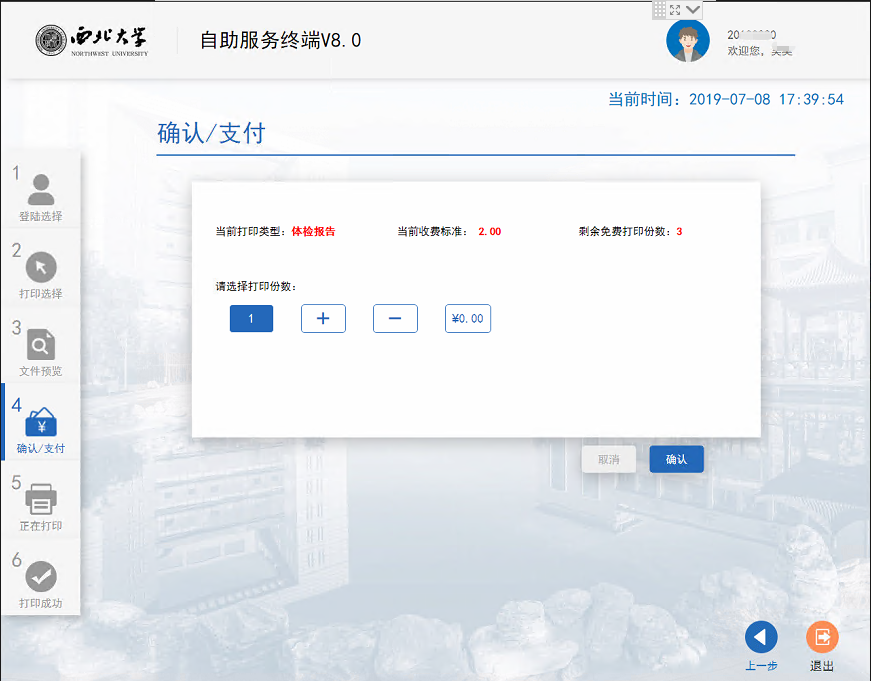 西北大学
NORTHWEST UNIVERSITY
自助服务终端V8.0
欢迎您,
当前时间: 2019-07-08 17:39:54
确认/支付
1
登陆选择
2
打印选择
3
文件预览
4
¥
确认/支付
5
正在打印
6
打印成功
当前打印类型: 体检报告 当前收费标准: 2.00 剩余免费打印份数: 3
请选择打印份数:
1 + − ¥0.00
取消 确认
上一步 退出